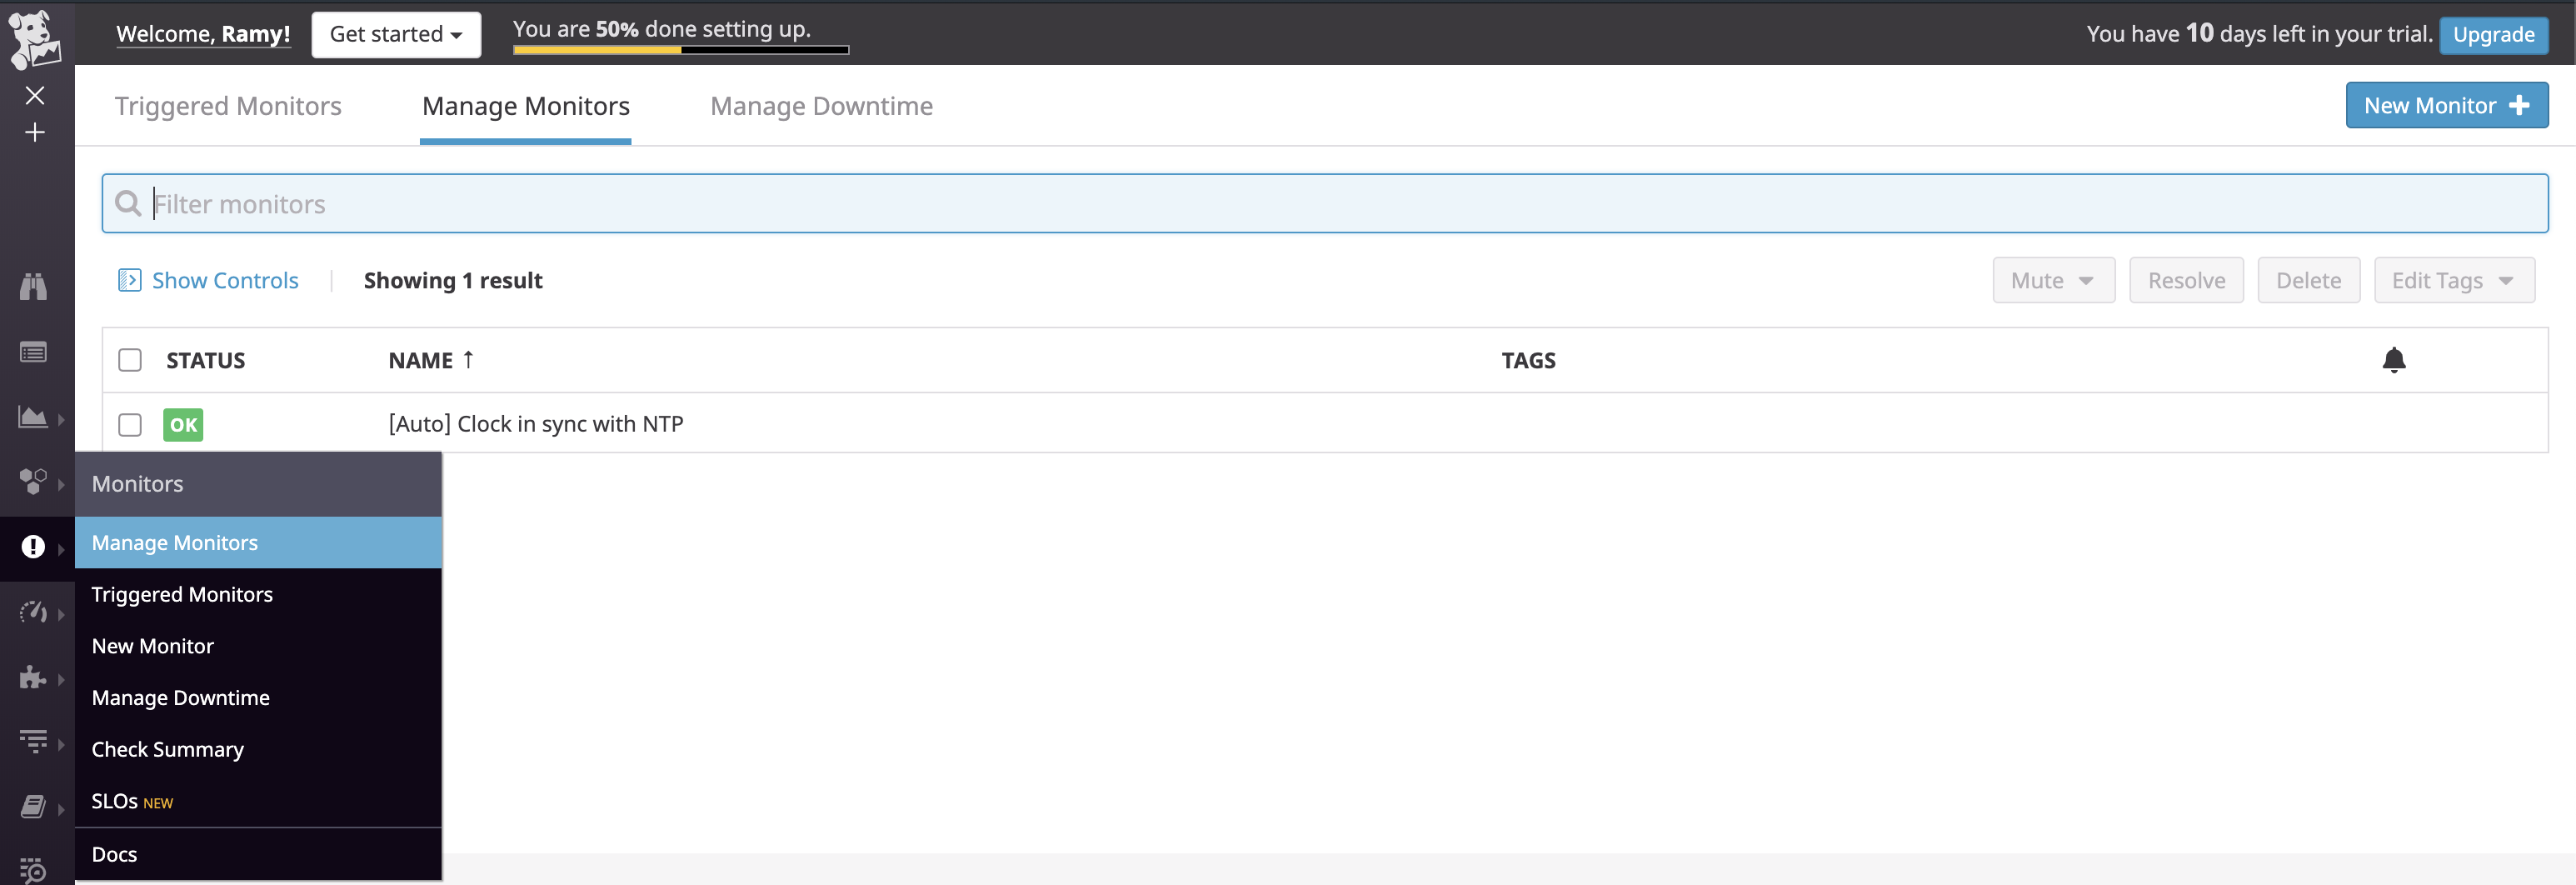 Welcome, Ramy!
Get started
You are 50% done setting up.
You have 10 days left in your trial.
Upgrade
Triggered Monitors
Manage Monitors
Manage Downtime
New Monitor
Filter monitors
Show Controls
Showing 1 result
Mute
Resolve
Delete
Edit Tags
STATUS
NAME ↑
TAGS
OK
[Auto] Clock in sync with NTP
Monitors
Manage Monitors
Triggered Monitors
New Monitor
Manage Downtime
Check Summary
SLOs NEW
Docs